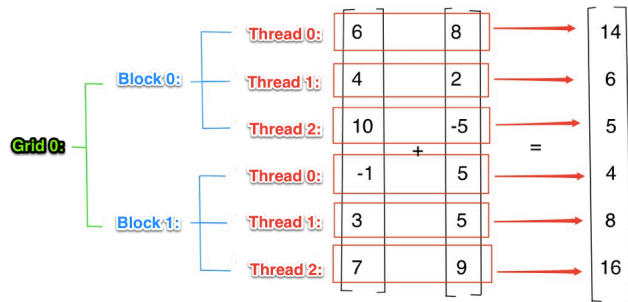 Thread 0: 6 8 14
Block 0: Thread 1: 4 2 6
Thread 2: 10 -5 5
Grid 0: + =
Thread 0: -1 5 4
Block 1: Thread 1: 3 5 8
Thread 2: 7 9 16